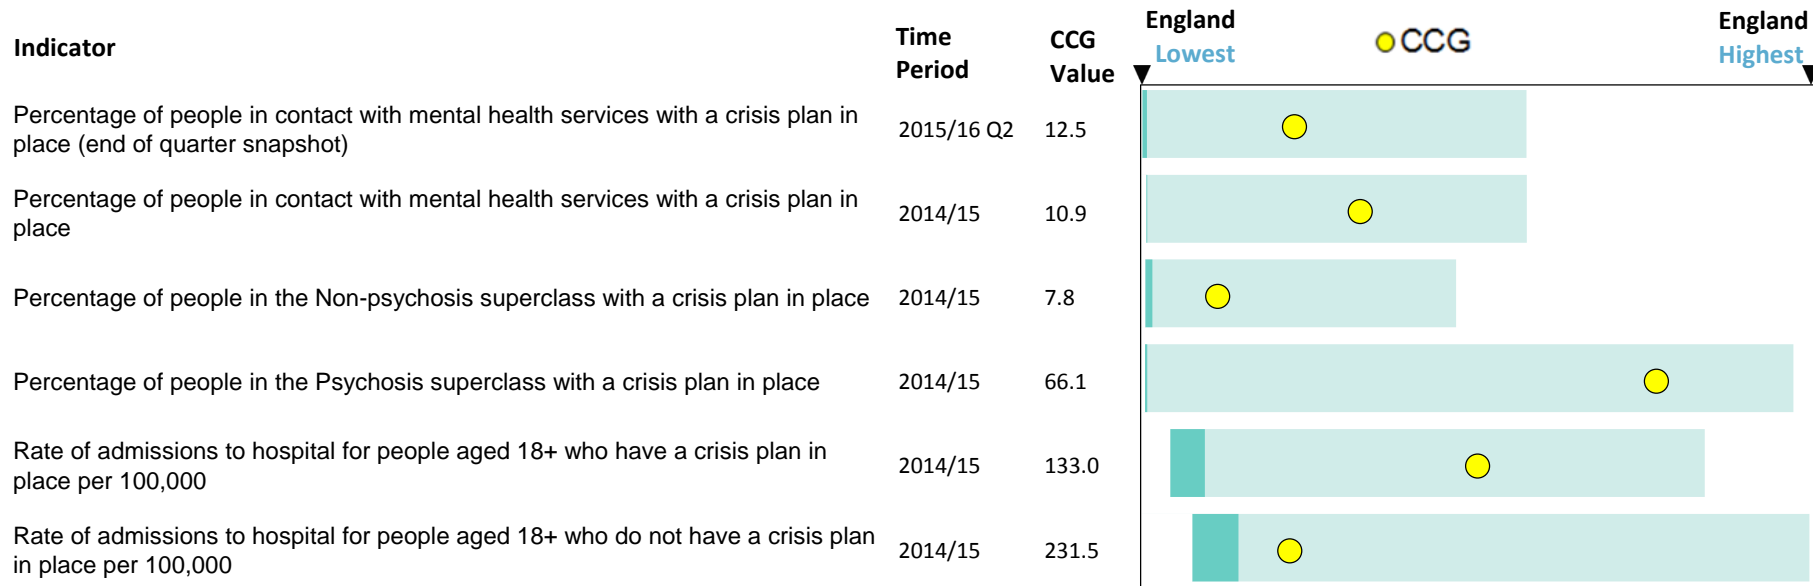 Indicator
Time
Period
CCG
Value
England
Lowest
CCG
England
Highest
Percentage of people in contact with mental health services with a crisis plan in
place (end of quarter snapshot)
2015/16 Q2
12.5
Percentage of people in contact with mental health services with a crisis plan in
place
2014/15
10.9
Percentage of people in the Non-psychosis superclass with a crisis plan in place
2014/15
7.8
Percentage of people in the Psychosis superclass with a crisis plan in place
2014/15
66.1
Rate of admissions to hospital for people aged 18+ who have a crisis plan in
place per 100,000
2014/15
133.0
Rate of admissions to hospital for people aged 18+ who do not have a crisis plan
in place per 100,000
2014/15
231.5